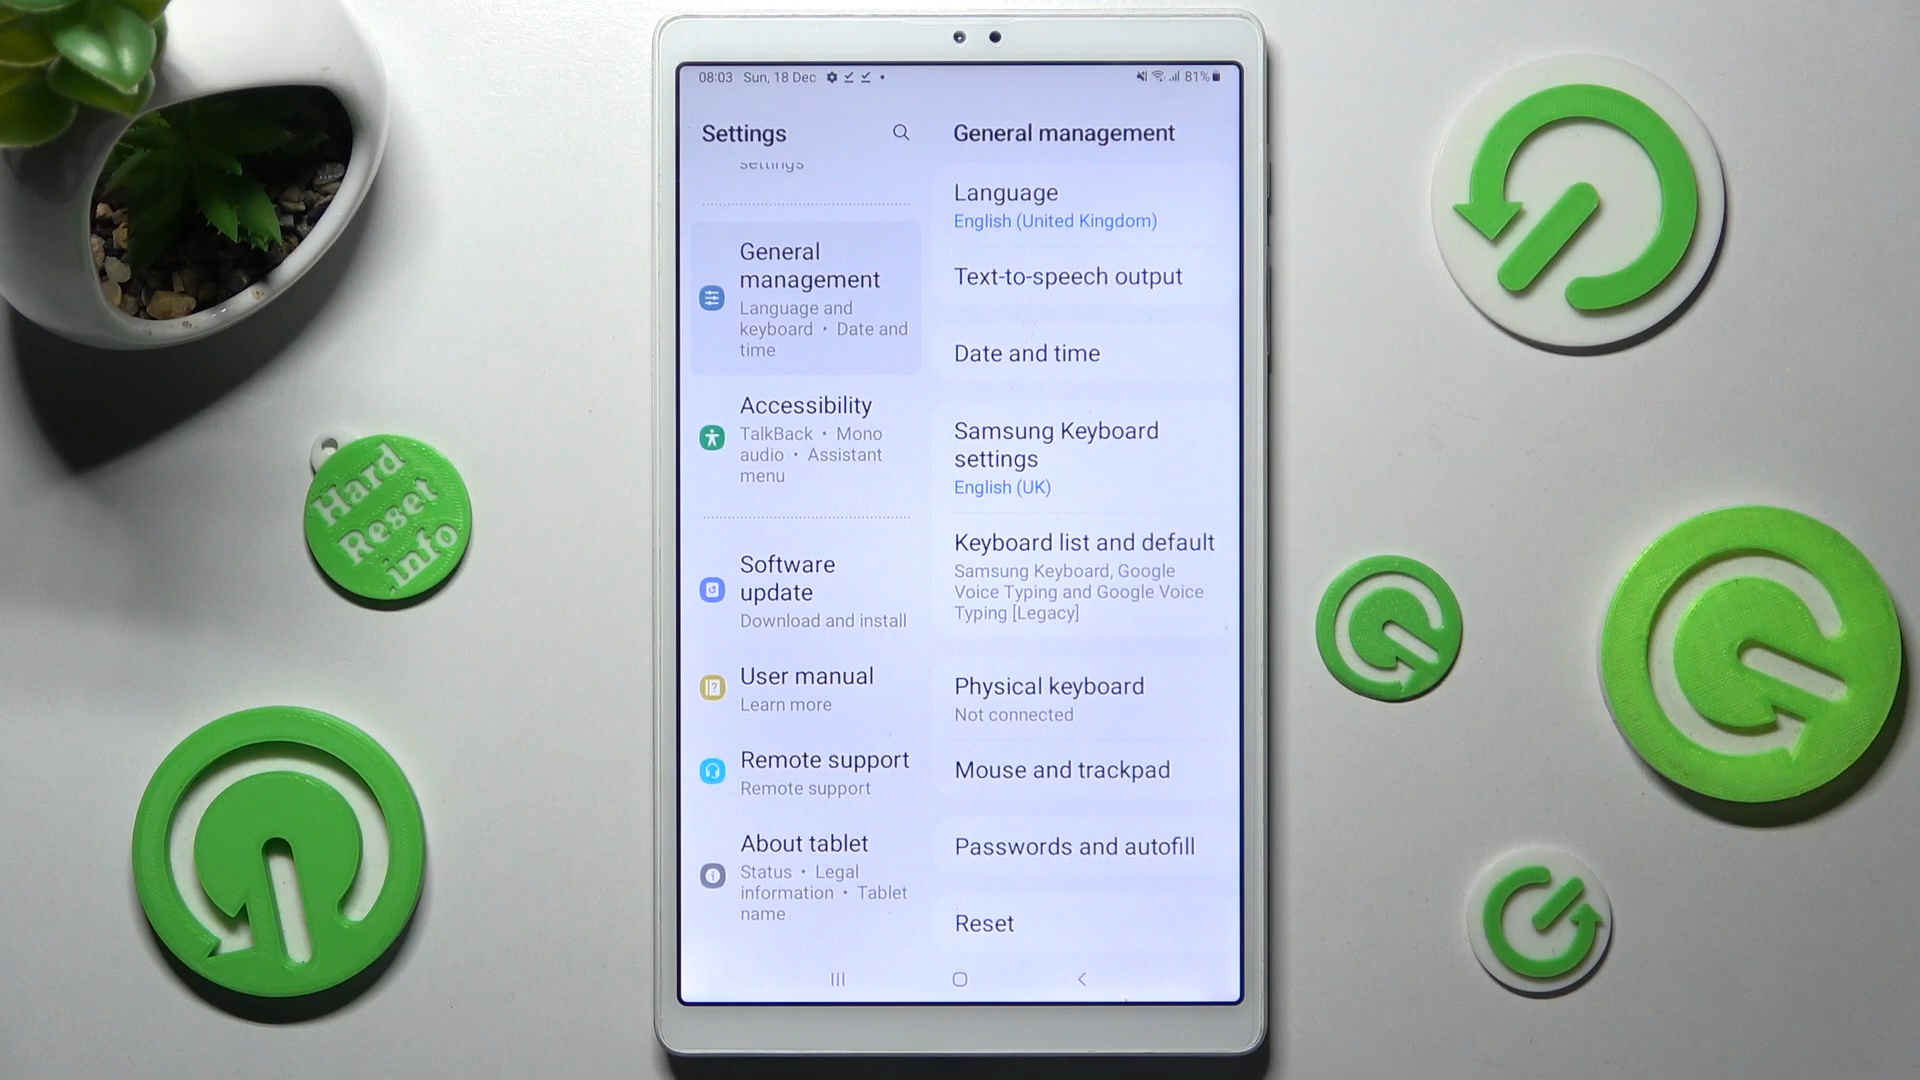 08:03 Sun, 18 Dec
81%
Settings
settings
General
management
Language and
keyboard • Date and
time
Accessibility
TalkBack • Mono
audio • Assistant
menu
Software
update
Download and install
User manual
Learn more
Remote support
Remote support
About tablet
Status • Legal
information • Tablet
name
General management
Language
English (United Kingdom)
Text-to-speech output
Date and time
Samsung Keyboard
settings
English (UK)
Keyboard list and default
Samsung Keyboard, Google
Voice Typing and Google Voice
Typing [Legacy]
Physical keyboard
Not connected
Mouse and trackpad
Passwords and autofill
Reset
Hard
Reset
info